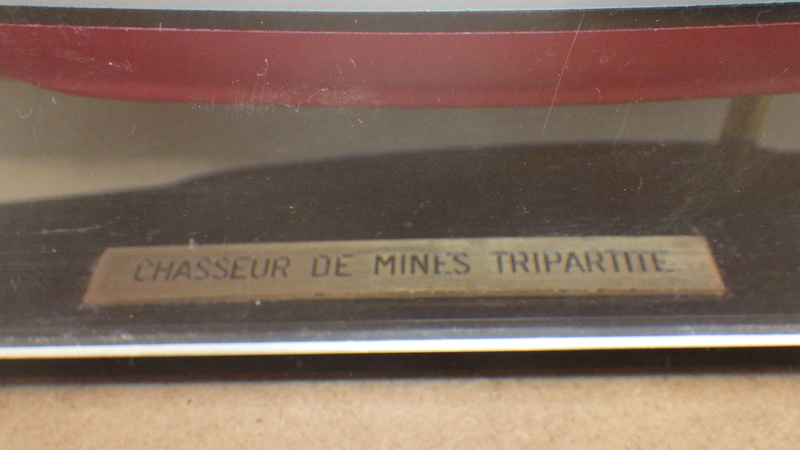 CHASSEUR DE MINES TRIPARTITE